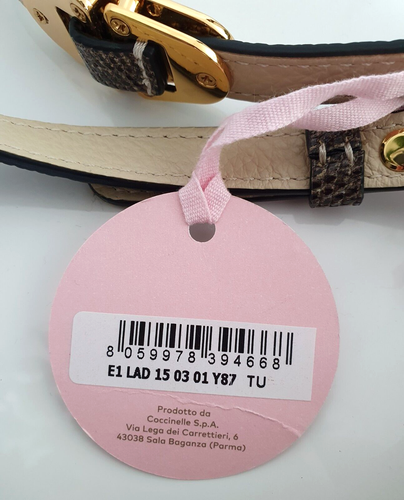 8 059978 394668
E1 LAD 15 03 01 Y87 TU
Prodotto da
Coccinelle S.p.A.
Via Lega dei Carrettieri, 6
43038 Sala Baganza (Parma)